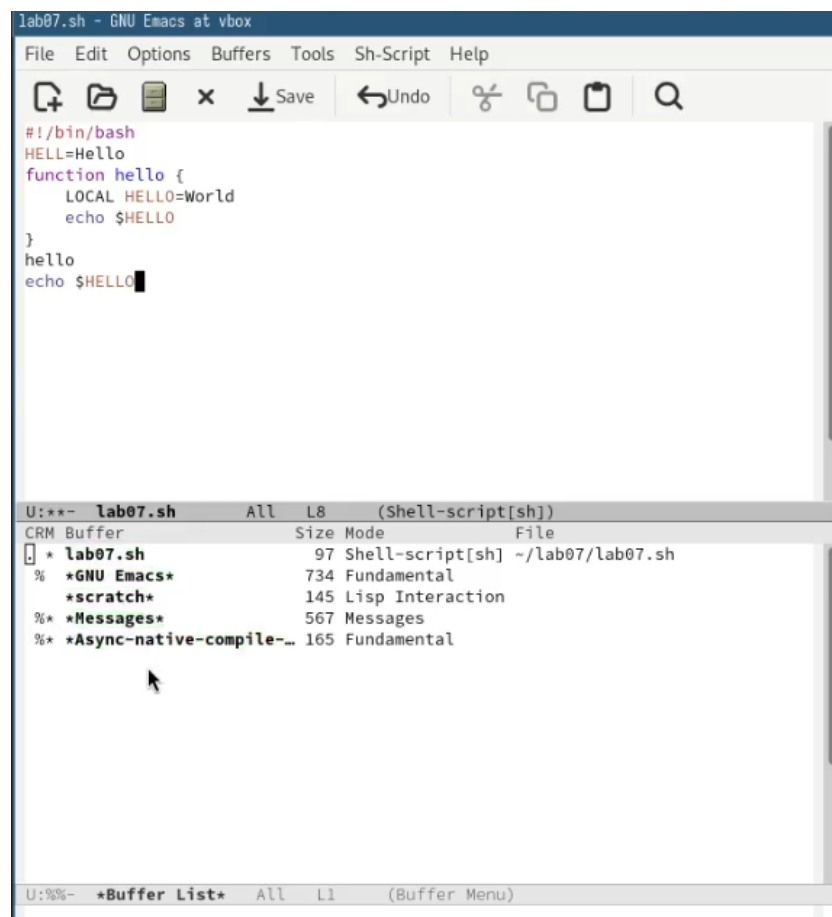 lab07.sh - GNU Emacs at vbox
File Edit Options Buffers Tools Sh-Script Help
Save Undo
#!/bin/bash
HELL=Hello
function hello {
    LOCAL HELLO=World
    echo $HELLO
}
hello
echo $HELLO
U:**-  lab07.sh       All   L8     (Shell-script[sh])
CRM Buffer                 Size Mode             File
. * lab07.sh                 97 Shell-script[sh] ~/lab07/lab07.sh
 %  *GNU Emacs*             734 Fundamental
    *scratch*               145 Lisp Interaction
 %* *Messages*              567 Messages
 %* *Async-native-compile-… 165 Fundamental
U:%%-  *Buffer List*   All   L1     (Buffer Menu)